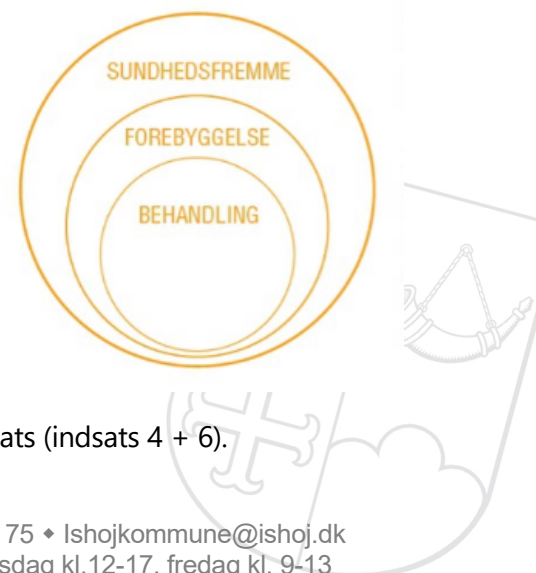 SUNDHEDSFREMME
FOREBYGGELSE
BEHANDLING
ats (indsats 4 + 6).
75 ◆ Ishojkommune@ishoj.dk
sdag kl.12-17, fredag kl. 9-13